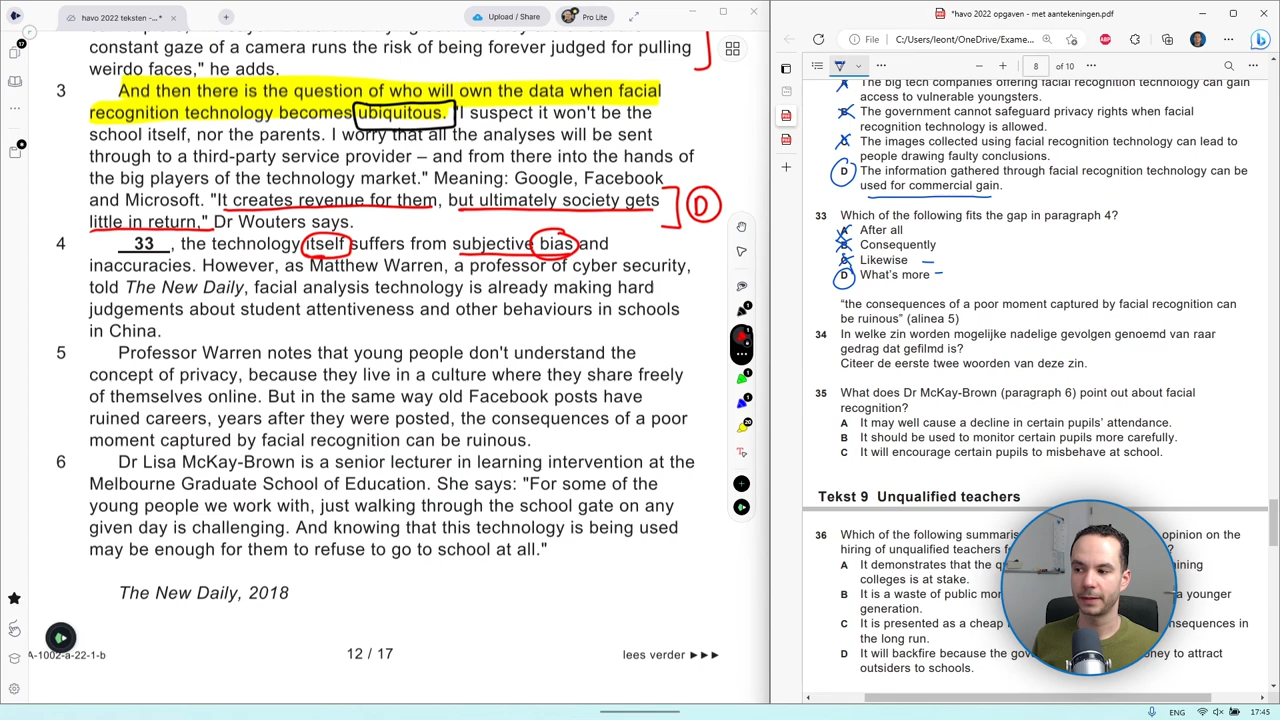 havo 2022 teksten -...*
Upload / Share
Pro Lite
*havo 2022 opgaven - met aantekeningen.pdf
File
C:/Users/leont/OneDrive/Exame...
8 of 10
constant gaze of a camera runs the risk of being forever judged for pulling
weirdo faces," he adds.
3 And then there is the question of who will own the data when facial
recognition technology becomes ubiquitous. "I suspect it won't be the
school itself, nor the parents. I worry that all the analyses will be sent
through to a third-party service provider – and from there into the hands of
the big players of the technology market." Meaning: Google, Facebook
and Microsoft. "It creates revenue for them, but ultimately society gets
little in return," Dr Wouters says.
D
4 33 , the technology itself suffers from subjective bias and
inaccuracies. However, as Matthew Warren, a professor of cyber security,
told The New Daily, facial analysis technology is already making hard
judgements about student attentiveness and other behaviours in schools
in China.
5 Professor Warren notes that young people don't understand the
concept of privacy, because they live in a culture where they share freely
of themselves online. But in the same way old Facebook posts have
ruined careers, years after they were posted, the consequences of a poor
moment captured by facial recognition can be ruinous.
6 Dr Lisa McKay-Brown is a senior lecturer in learning intervention at the
Melbourne Graduate School of Education. She says: "For some of the
young people we work with, just walking through the school gate on any
given day is challenging. And knowing that this technology is being used
may be enough for them to refuse to go to school at all."
The New Daily, 2018
A-1002-a-22-1-b
12 / 17
lees verder ►►►
A The big tech companies offering facial recognition technology can gain
access to vulnerable youngsters.
B The government cannot safeguard privacy rights when facial
recognition technology is allowed.
C The images collected using facial recognition technology can lead to
people drawing faulty conclusions.
D The information gathered through facial recognition technology can be
used for commercial gain.
33 Which of the following fits the gap in paragraph 4?
A After all
B Consequently
C Likewise
D What's more
"the consequences of a poor moment captured by facial recognition can
be ruinous" (alinea 5)
34 In welke zin worden mogelijke nadelige gevolgen genoemd van raar
gedrag dat gefilmd is?
Citeer de eerste twee woorden van deze zin.
35 What does Dr McKay-Brown (paragraph 6) point out about facial
recognition?
A It may well cause a decline in certain pupils' attendance.
B It should be used to monitor certain pupils more carefully.
C It will encourage certain pupils to misbehave at school.
Tekst 9 Unqualified teachers
36 Which of the following summaris opinion on the
hiring of unqualified teachers ?
A It demonstrates that the q ining
colleges is at stake.
B It is a waste of public mo a younger
generation.
C It is presented as a cheap nsequences in
the long run.
D It will backfire because the gov ney to attract
outsiders to schools.
ENG
17:45